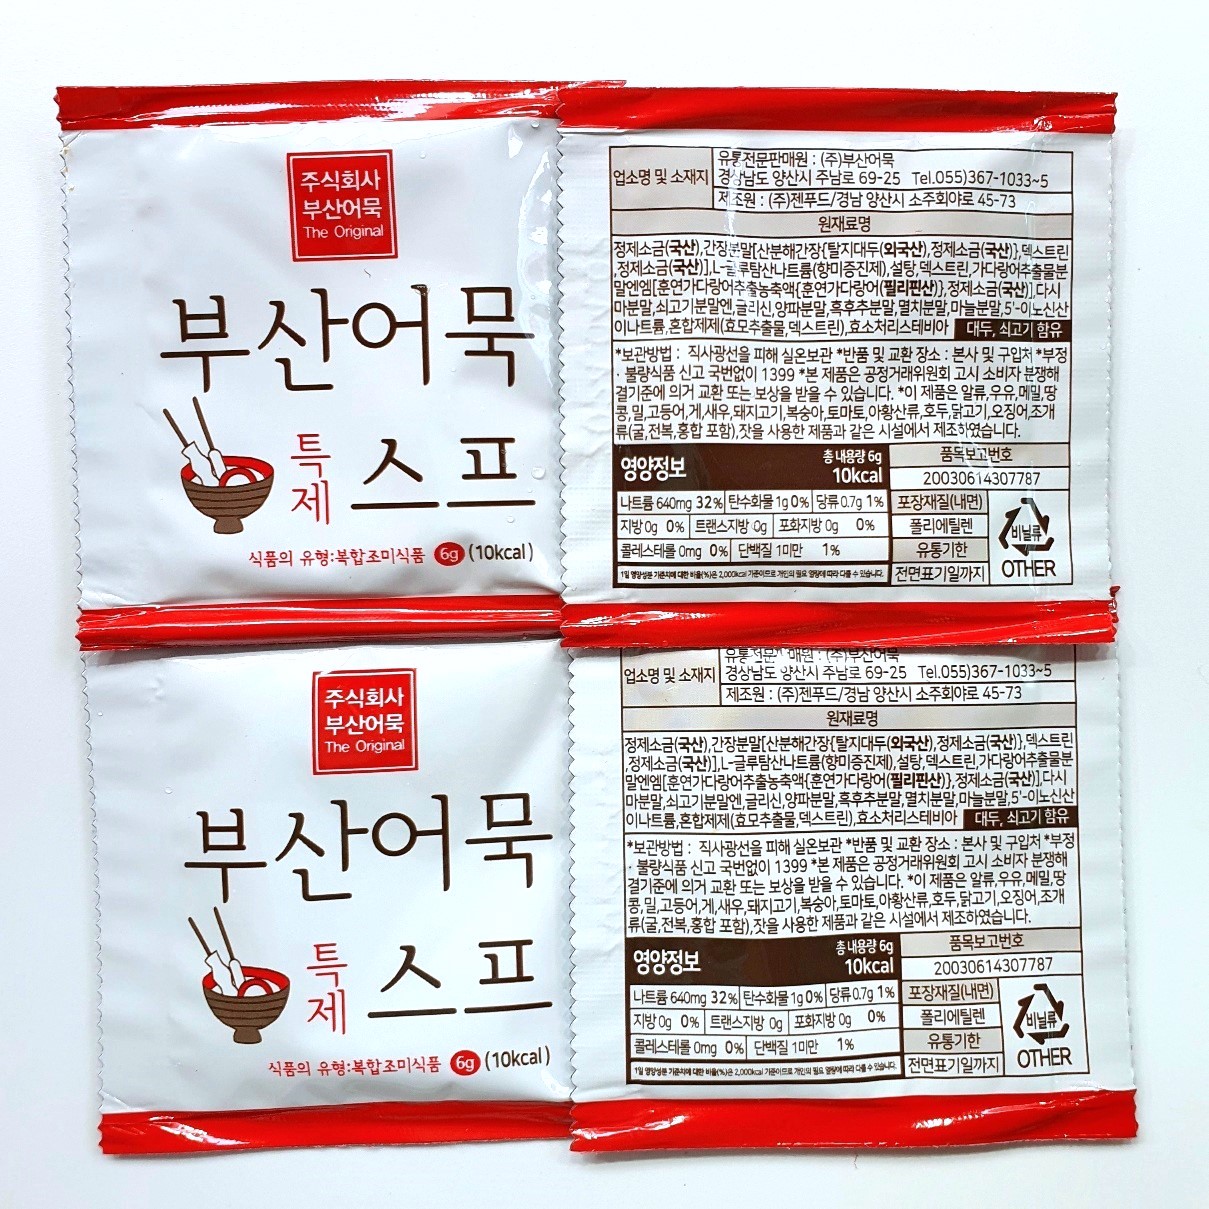 주식회사
부산어묵
The Original
부산어묵
특제 스프
식품의 유형:복합조미식품 6g (10kcal)
업소명 및 소재지
유통전문판매원 : (주)부산어묵
경상남도 양산시 주남로 69-25 Tel.055)367-1033~5
제조원 : (주)젠푸드/경남 양산시 소주회야로 45-73
원재료명
정제소금(국산),간장분말[산분해간장{탈지대두(외국산),정제소금(국산)},덱스트린
,정제소금(국산)],L-글루탐산나트륨(향미증진제),설탕,덱스트린,가다랑어추출물분
말엔엠[훈연가다랑어추출농축액{훈연가다랑어(필리핀산)},정제소금(국산)],다시
마분말,쇠고기분말엔,글리신,양파분말,흑후추분말,멸치분말,마늘분말,5'-이노신산
이나트륨,혼합제제(효모추출물,덱스트린),효소처리스테비아 대두, 쇠고기 함유
*보관방법 : 직사광선을 피해 실온보관 *반품 및 교환 장소 : 본사 및 구입처 *부정
· 불량식품 신고 국번없이 1399 *본 제품은 공정거래위원회 고시 소비자 분쟁해
결기준에 의거 교환 또는 보상을 받을 수 있습니다. *이 제품은 알류,우유,메밀,땅
콩,밀,고등어,게,새우,돼지고기,복숭아,토마토,아황산류,호두,닭고기,오징어,조개
류(굴,전복,홍합 포함),잣을 사용한 제품과 같은 시설에서 제조하였습니다.
영양정보
총 내용량 6g
10kcal
나트륨 640mg 32% 탄수화물 1g 0% 당류 0.7g 1%
지방 0g 0% 트랜스지방 0g 포화지방 0g 0%
콜레스테롤 0mg 0% 단백질 1미만 1%
1일 영양성분 기준치에 대한 비율(%)은 2,000kcal 기준이므로 개인의 필요 열량에 따라 다를 수 있습니다.
품목보고번호
20030614307787
포장재질(내면)
폴리에틸렌
유통기한
전면표기일까지
비닐류
OTHER
주식회사
부산어묵
The Original
부산어묵
특제 스프
식품의 유형:복합조미식품 6g (10kcal)
업소명 및 소재지
유통전문 매원 : (주)부산어묵
경상남도 양산시 주남로 69-25 Tel.055)367-1033~5
제조원 : (주)젠푸드/경남 양산시 소주회야로 45-73
원재료명
정제소금(국산),간장분말[산분해간장{탈지대두(외국산),정제소금(국산)},덱스트린
,정제소금(국산)],L-글루탐산나트륨(향미증진제),설탕,덱스트린,가다랑어추출물분
말엔엠[훈연가다랑어추출농축액{훈연가다랑어(필리핀산)},정제소금(국산)],다시
마분말,쇠고기분말엔,글리신,양파분말,흑후추분말,멸치분말,마늘분말,5'-이노신산
이나트륨,혼합제제(효모추출물,덱스트린),효소처리스테비아 대두, 쇠고기 함유
*보관방법 : 직사광선을 피해 실온보관 *반품 및 교환 장소 : 본사 및 구입처 *부정
· 불량식품 신고 국번없이 1399 *본 제품은 공정거래위원회 고시 소비자 분쟁해
결기준에 의거 교환 또는 보상을 받을 수 있습니다. *이 제품은 알류,우유,메밀,땅
콩,밀,고등어,게,새우,돼지고기,복숭아,토마토,아황산류,호두,닭고기,오징어,조개
류(굴,전복,홍합 포함),잣을 사용한 제품과 같은 시설에서 제조하였습니다.
영양정보
총 내용량 6g
10kcal
나트륨 640mg 32% 탄수화물 1g 0% 당류 0.7g 1%
지방 0g 0% 트랜스지방 0g 포화지방 0g 0%
콜레스테롤 0mg 0% 단백질 1미만 1%
1일 영양성분 기준치에 대한 비율(%)은 2,000kcal 기준이므로 개인의 필요 열량에 따라 다를 수 있습니다.
품목보고번호
20030614307787
포장재질(내면)
폴리에틸렌
유통기한
전면표기일까지
비닐류
OTHER